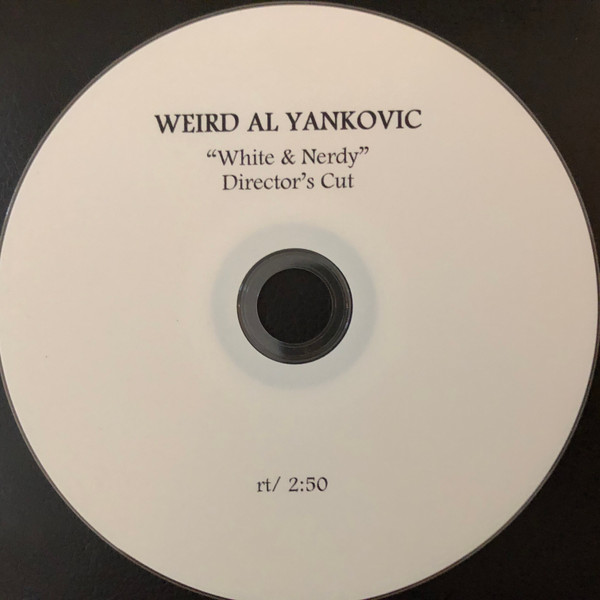 WEIRD AL YANKOVIC
“White & Nerdy”
Director’s Cut
rt/ 2:50